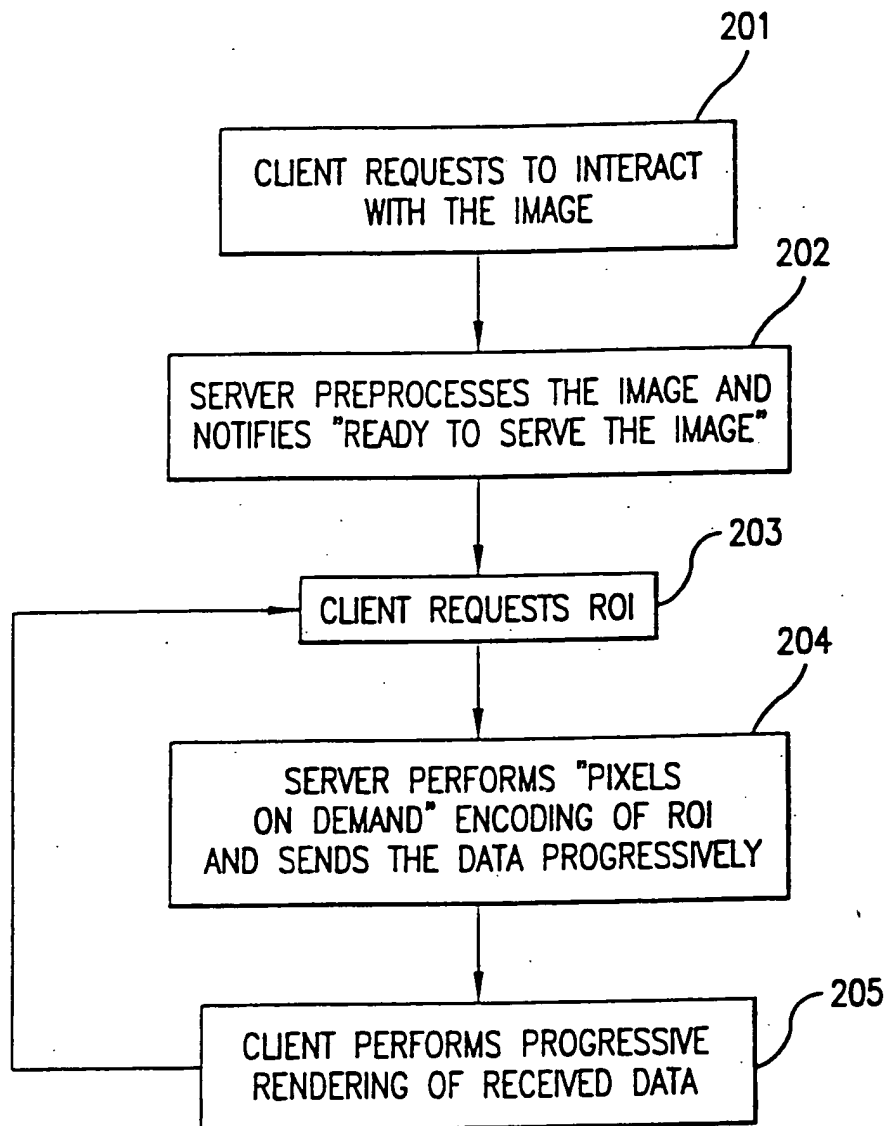 201
CLIENT REQUESTS TO INTERACT
WITH THE IMAGE
202
SERVER PREPROCESSES THE IMAGE AND
NOTIFIES "READY TO SERVE THE IMAGE"
203
CLIENT REQUESTS ROI
204
SERVER PERFORMS "PIXELS
ON DEMAND" ENCODING OF ROI
AND SENDS THE DATA PROGRESSIVELY
205
CLIENT PERFORMS PROGRESSIVE
RENDERING OF RECEIVED DATA